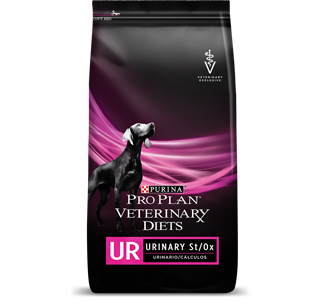 VETERINARY
EXCLUSIVE
PURINA
PRO PLAN
VETERINARY
DIETS
UR
URINARY St/Ox
URINARIO/CÁLCULOS